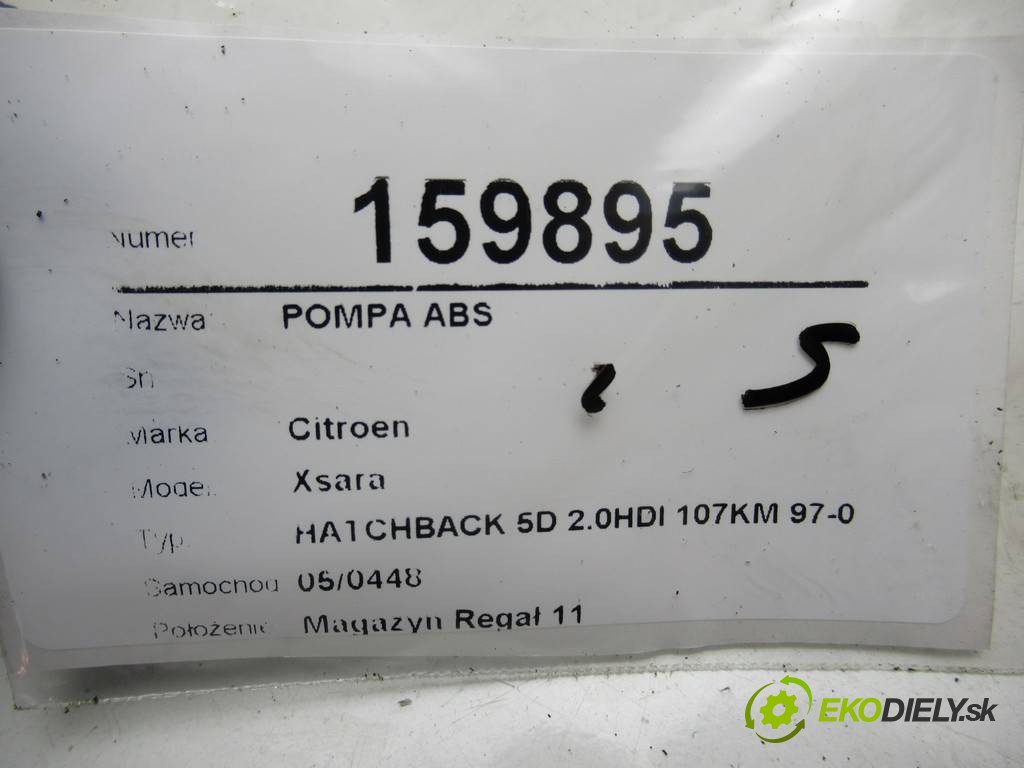 Numer 159895
Nazwa POMPA ABS
Sn
Marka Citroen
Model Xsara
Typ HATCHBACK 5D 2.0HDI 107KM 97-0
Samochod 05/0448
Położenie Magazyn Regał 11
EKODIELY.sk